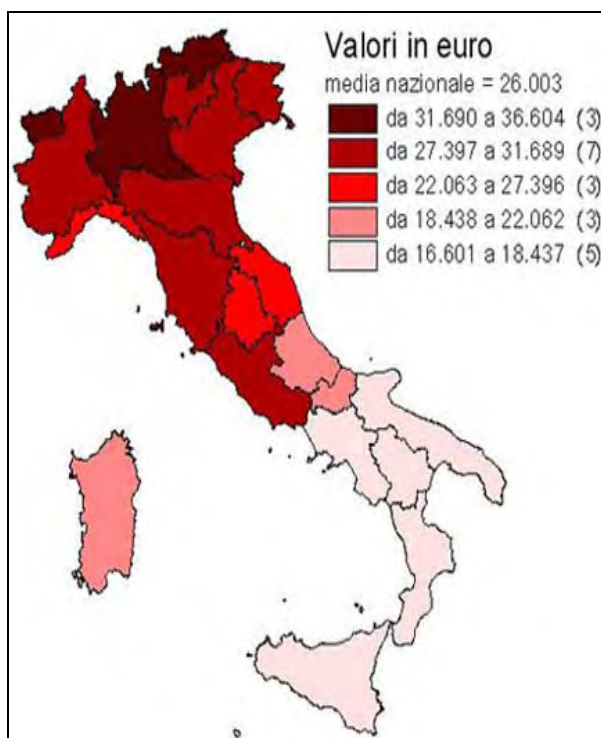 Valori in euro
media nazionale = 26.003
da 31.690 a 36.604 (3)
da 27.397 a 31.689 (7)
da 22.063 a 27.396 (3)
da 18.438 a 22.062 (3)
da 16.601 a 18.437 (5)